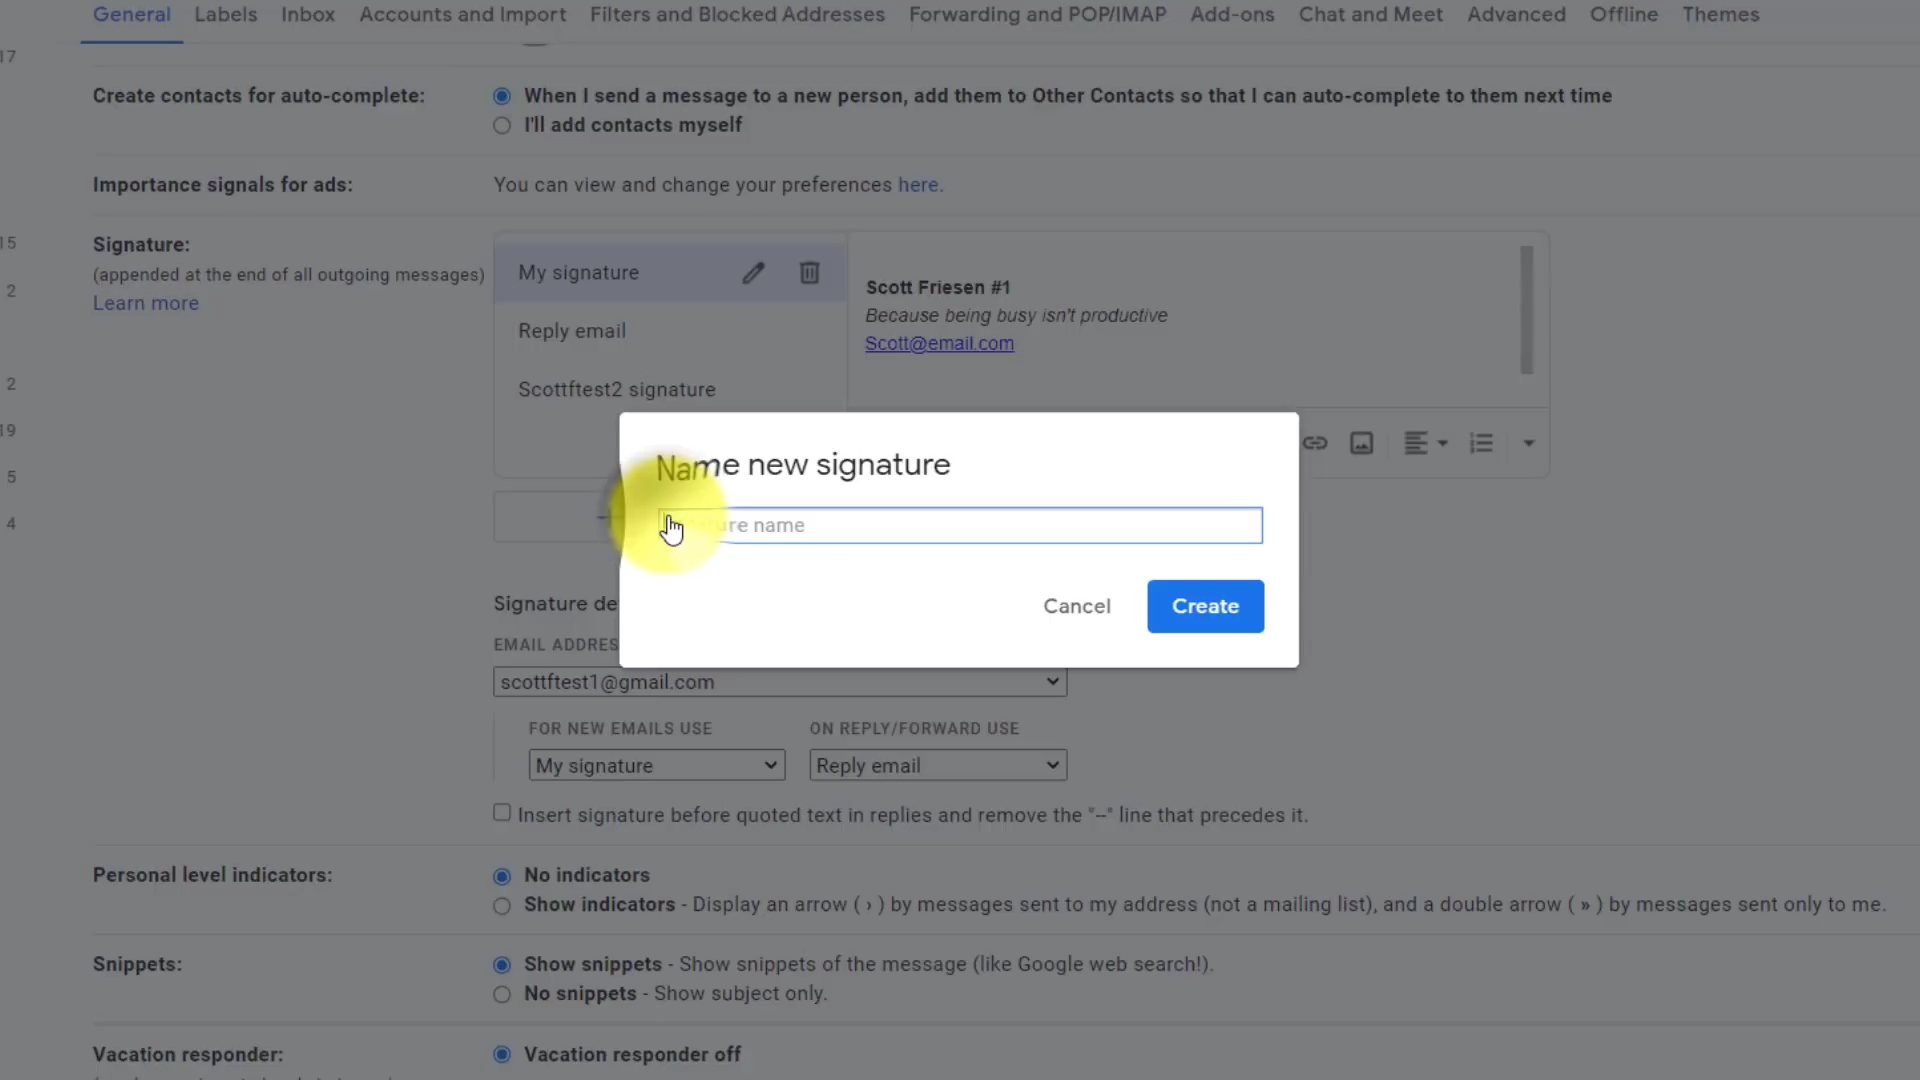 General Labels Inbox Accounts and Import Filters and Blocked Addresses Forwarding and POP/IMAP Add-ons Chat and Meet Advanced Offline Themes
17
Create contacts for auto-complete:
When I send a message to a new person, add them to Other Contacts so that I can auto-complete to them next time
I'll add contacts myself
Importance signals for ads:
You can view and change your preferences here.
15
Signature:
(appended at the end of all outgoing messages)
Learn more
2
My signature
Reply email
Scottftest2 signature
Scott Friesen #1
Because being busy isn't productive
Scott@email.com
2
19
5
4
Name new signature
name
Cancel Create
Signature
EMAIL
scottftest1@gmail.com
FOR NEW EMAILS USE ON REPLY/FORWARD USE
My signature Reply email
Insert signature before quoted text in replies and remove the "--" line that precedes it.
Personal level indicators:
No indicators
Show indicators - Display an arrow ( › ) by messages sent to my address (not a mailing list), and a double arrow ( » ) by messages sent only to me.
Snippets:
Show snippets - Show snippets of the message (like Google web search!).
No snippets - Show subject only.
Vacation responder:
Vacation responder off